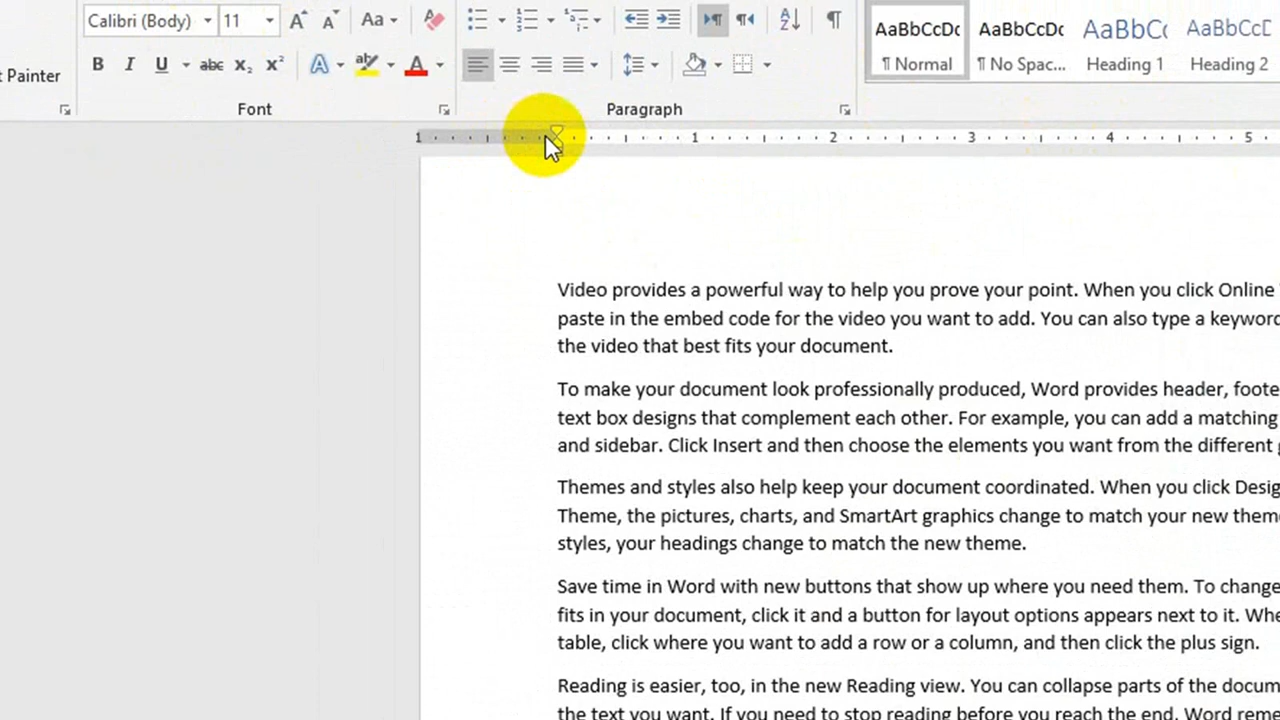 Calibri (Body) 11 Aa
t Painter
B I U abc X₂ X² A ab A
Font
Paragraph
AaBbCcDc AaBbCcDc AaBbCc AaBbCcD
¶ Normal ¶ No Spac... Heading 1 Heading 2
1 1 2 3 4 5
Video provides a powerful way to help you prove your point. When you click Online
paste in the embed code for the video you want to add. You can also type a keyword
the video that best fits your document.
To make your document look professionally produced, Word provides header, foote
text box designs that complement each other. For example, you can add a matching
and sidebar. Click Insert and then choose the elements you want from the different
Themes and styles also help keep your document coordinated. When you click Desig
Theme, the pictures, charts, and SmartArt graphics change to match your new them
styles, your headings change to match the new theme.
Save time in Word with new buttons that show up where you need them. To change
fits in your document, click it and a button for layout options appears next to it. Whe
table, click where you want to add a row or a column, and then click the plus sign.
Reading is easier, too, in the new Reading view. You can collapse parts of the docum
the text you want. If you need to stop reading before you reach the end, Word reme